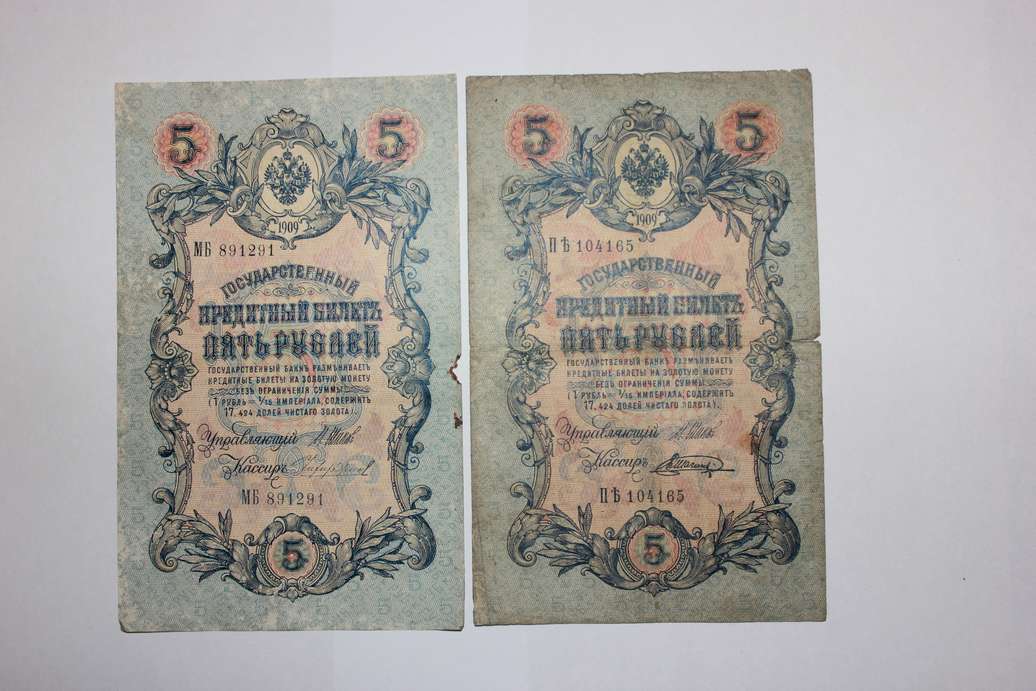 5 5
1909
МБ 891291
ГОСУДАРСТВЕННЫЙ
КРЕДИТНЫЙ БИЛЕТЪ
ПЯТЬ РУБЛЕЙ
ГОСУДАРСТВЕННЫЙ БАНКЪ РАЗМѢНИВАЕТЪ
КРЕДИТНЫЕ БИЛЕТЫ НА ЗОЛОТУЮ МОНЕТУ
БЕЗЪ ОГРАНИЧЕНІЯ СУММЫ
(1 РУБЛЬ = 1/15 ИМПЕРІАЛА, СОДЕРЖИТЪ
17,424 ДОЛЕЙ ЧИСТАГО ЗОЛОТА).
Управляющій
Кассиръ
МБ 891291
5
5 5
1909
ПѢ 104165
ГОСУДАРСТВЕННЫЙ
КРЕДИТНЫЙ БИЛЕТЪ
ПЯТЬ РУБЛЕЙ
ГОСУДАРСТВЕННЫЙ БАНКЪ РАЗМѢНИВАЕТЪ
КРЕДИТНЫЕ БИЛЕТЫ НА ЗОЛОТУЮ МОНЕТУ
БЕЗЪ ОГРАНИЧЕНІЯ СУММЫ
(1 РУБЛЬ = 1/15 ИМПЕРІАЛА, СОДЕРЖИТЪ
17,424 ДОЛЕЙ ЧИСТАГО ЗОЛОТА).
Управляющій
Кассиръ
ПѢ 104165
5